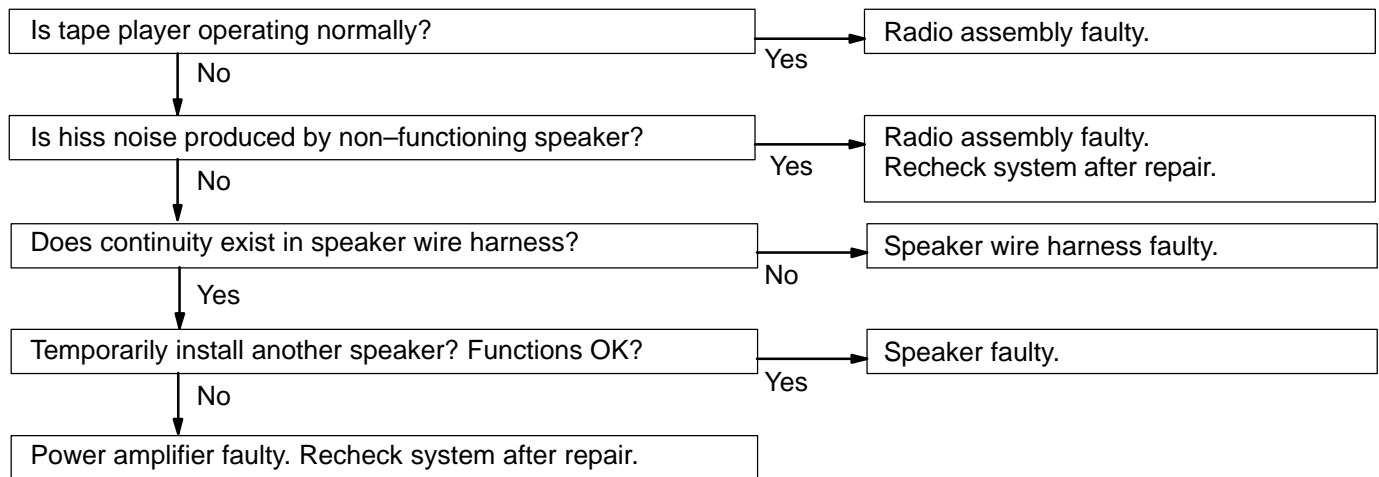 Is tape player operating normally?
Yes
Radio assembly faulty.
No
Is hiss noise produced by non–functioning speaker?
Yes
Radio assembly faulty.
Recheck system after repair.
No
Does continuity exist in speaker wire harness?
No
Speaker wire harness faulty.
Yes
Temporarily install another speaker? Functions OK?
Yes
Speaker faulty.
No
Power amplifier faulty. Recheck system after repair.